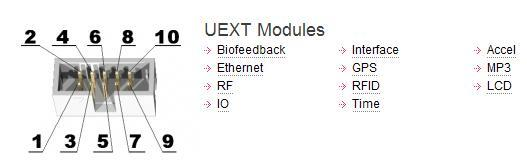 UEXT Modules
2 4 6 8 10
1 3 5 7 9
Biofeedback Interface Accel
Ethernet GPS MP3
RF RFID LCD
IO Time